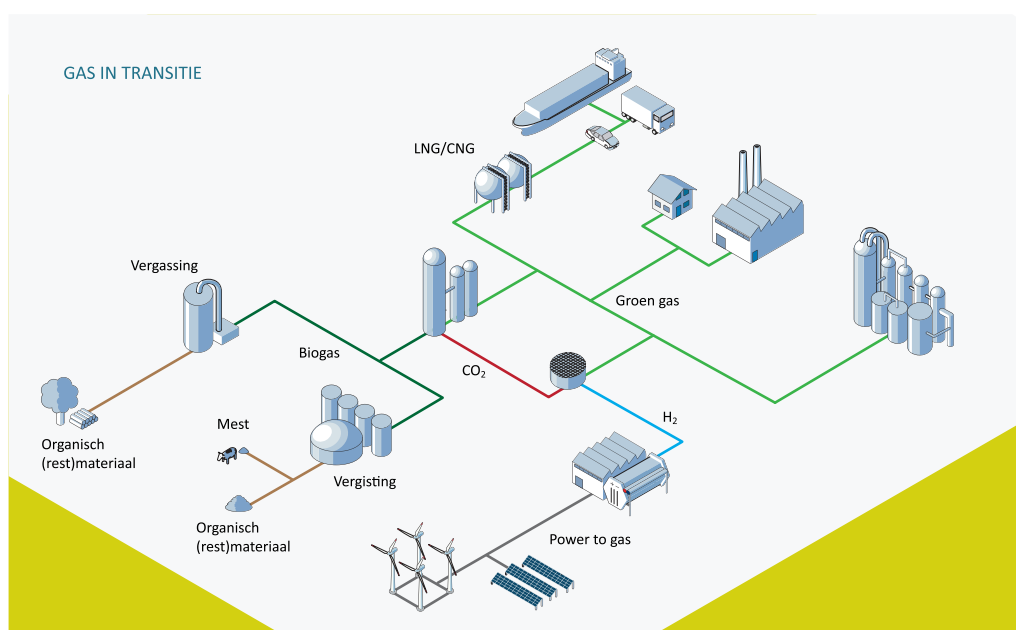 GAS IN TRANSITIE
LNG/CNG
Vergassing
Groen gas
Biogas
CO₂
H₂
Mest
Organisch
(rest)materiaal
Vergisting
Organisch
(rest)materiaal
Power to gas